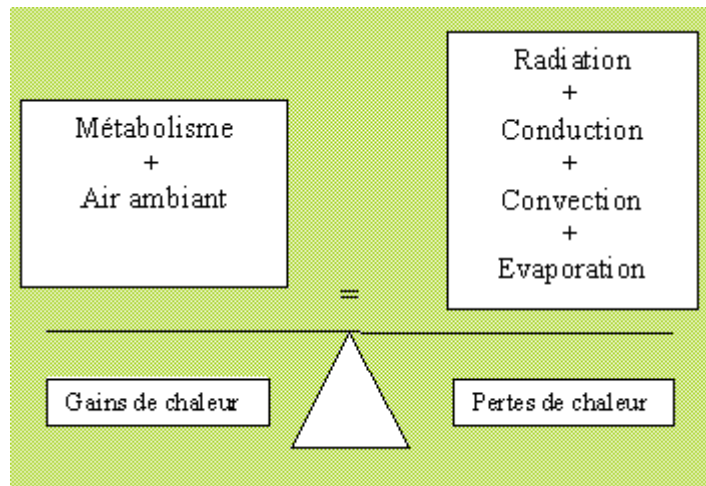 Métabolisme
+
Air ambiant
Radiation
+
Conduction
+
Convection
+
Evaporation
=
Gains de chaleur
Pertes de chaleur